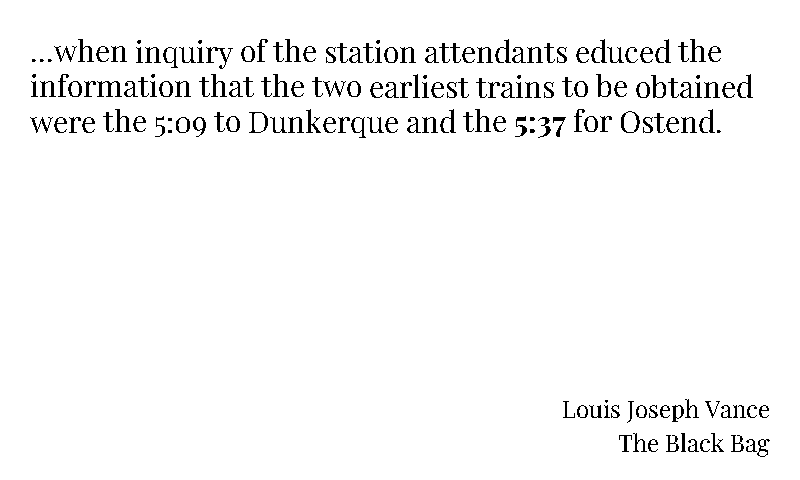 ...when inquiry of the station attendants educed the
information that the two earliest trains to be obtained
were the 5:09 to Dunkerque and the 5:37 for Ostend.
Louis Joseph Vance
The Black Bag